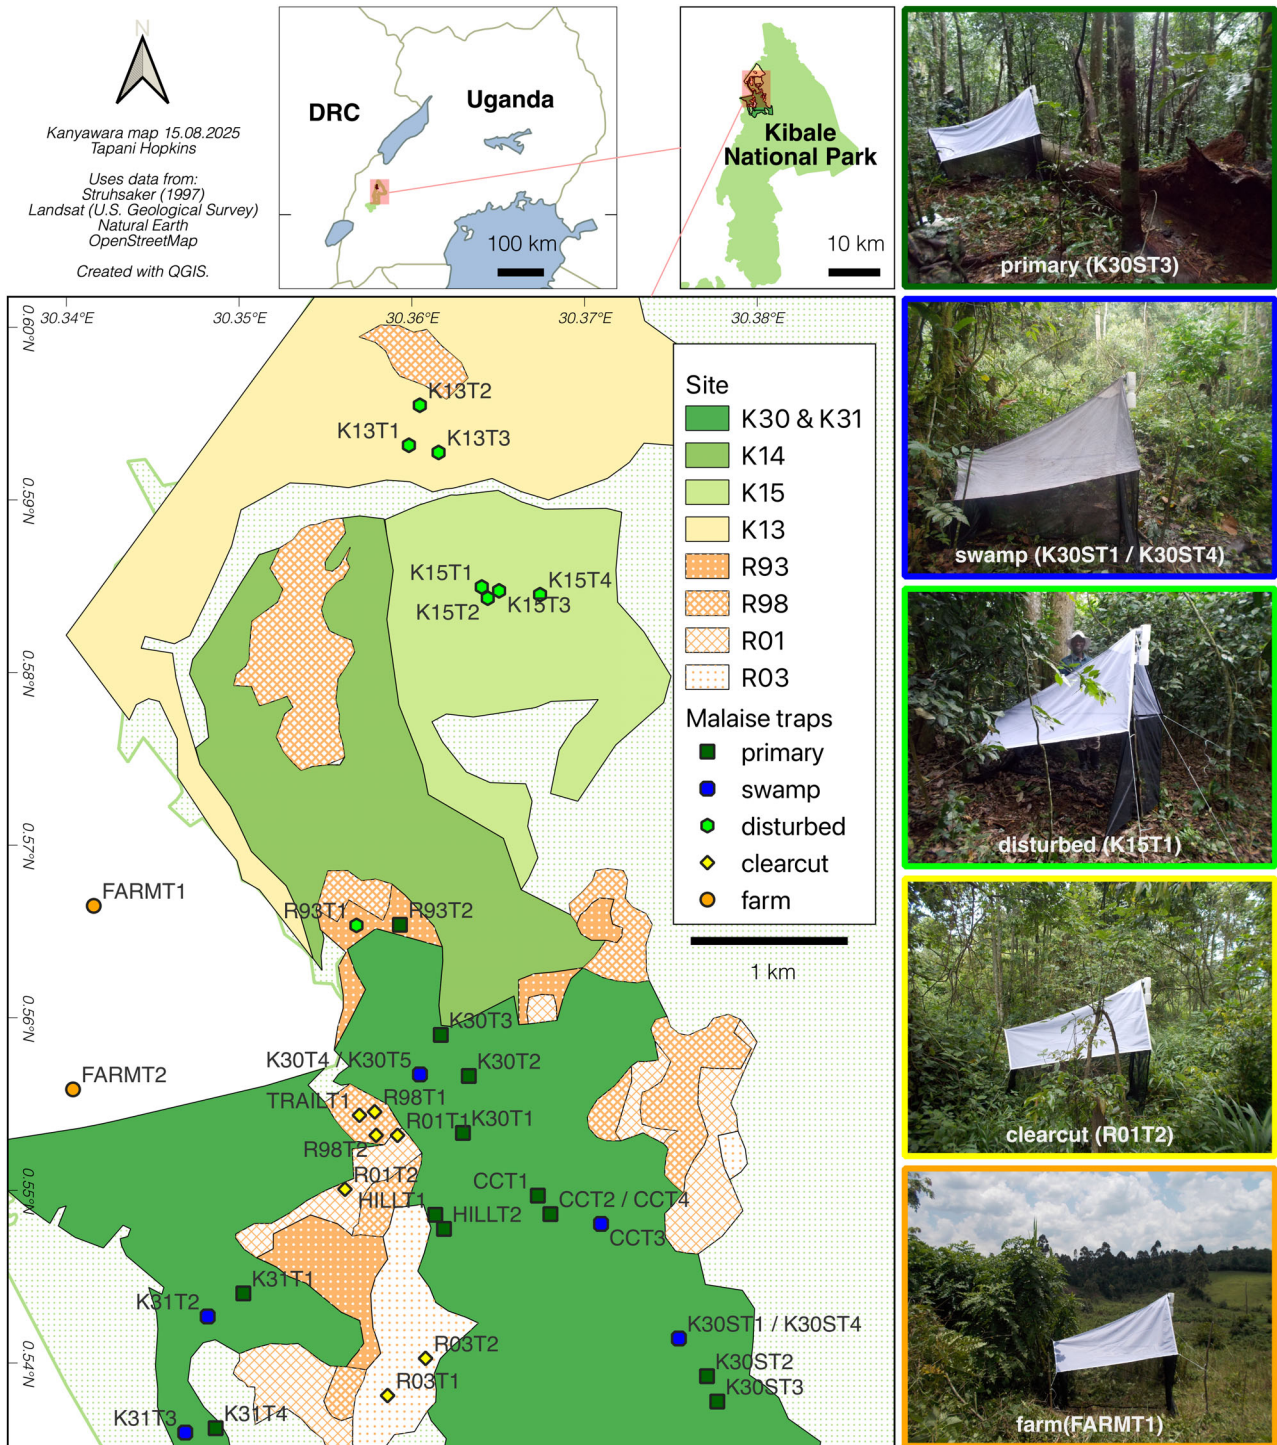 N
Kanyawara map 15.08.2025
Tapani Hopkins
Uses data from:
Struhsaker (1997)
Landsat (U.S. Geological Survey)
Natural Earth
OpenStreetMap
Created with QGIS.
DRC
Uganda
100 km
Kibale
National Park
10 km
primary (K30ST3)
swamp (K30ST1 / K30ST4)
disturbed (K15T1)
clearcut (R01T2)
farm(FARMT1)
30.34°E
30.35°E
30.36°E
30.37°E
30.38°E
0.60°N
0.59°N
0.58°N
0.57°N
0.56°N
0.55°N
0.54°N
Site
K30 & K31
K14
K15
K13
R93
R98
R01
R03
Malaise traps
primary
swamp
disturbed
clearcut
farm
1 km
K13T2
K13T1
K13T3
K15T1
K15T4
K15T2
K15T3
FARMT1
R93T1
R93T2
K30T3
K30T4 / K30T5
K30T2
FARMT2
TRAILT1
R98T1
R01T1
K30T1
R98T2
R01T2
CCT1
HILLT1
CCT2 / CCT4
HILLT2
CCT3
K31T1
K31T2
K30ST1 / K30ST4
R03T2
K30ST2
R03T1
K30ST3
K31T3
K31T4